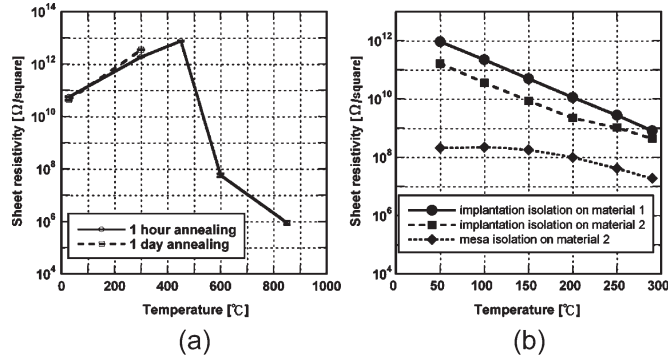 Sheet resistivity [Ω/square]
10^14
10^12
10^10
10^8
10^6
10^4
1 hour annealing
1 day annealing
0 200 400 600 800 1000
Temperature [℃]
(a)
Sheet resistivity [Ω/square]
10^12
10^10
10^8
10^6
10^4
implantation isolation on material 1
implantation isolation on material 2
mesa isolation on material 2
50 100 150 200 250 300
Temperature [℃]
(b)